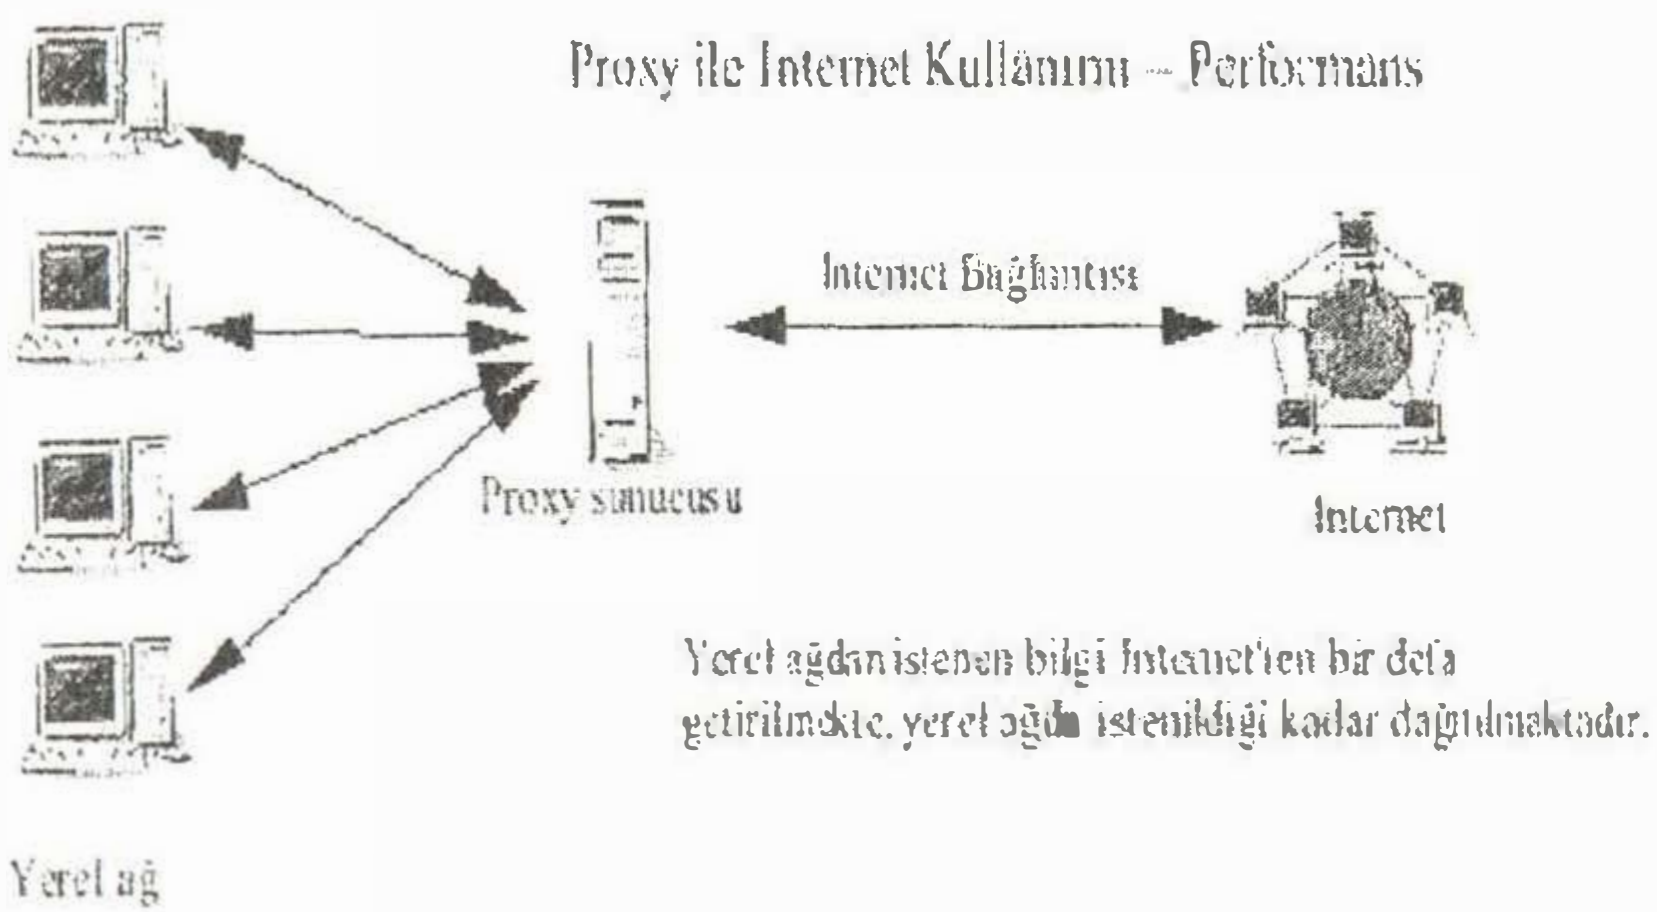 Proxy ile Internet Kullanımı – Performans
Internet Bağlantısı
Proxy sunucusu
Internet
Yerel ağdan istenen bilgi Internet'ten bir defa
getirilmekte, yerel ağda istenildiği kadar dağıtılmaktadır.
Yerel ağ